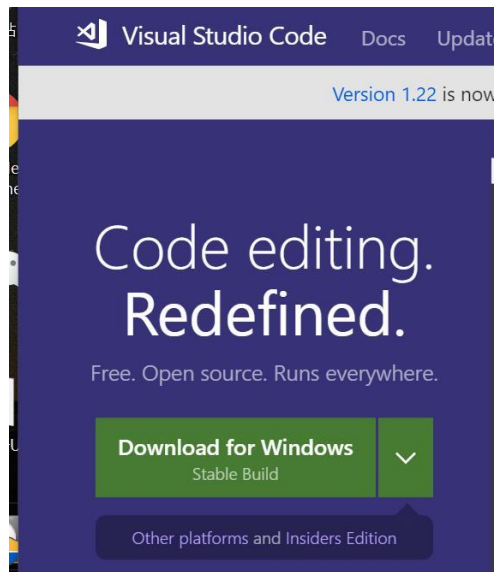 Visual Studio Code Docs
Version 1.22 is now
Code editing.
Redefined.
Free. Open source. Runs everywhere.
Download for Windows
Stable Build
Other platforms and Insiders Edition